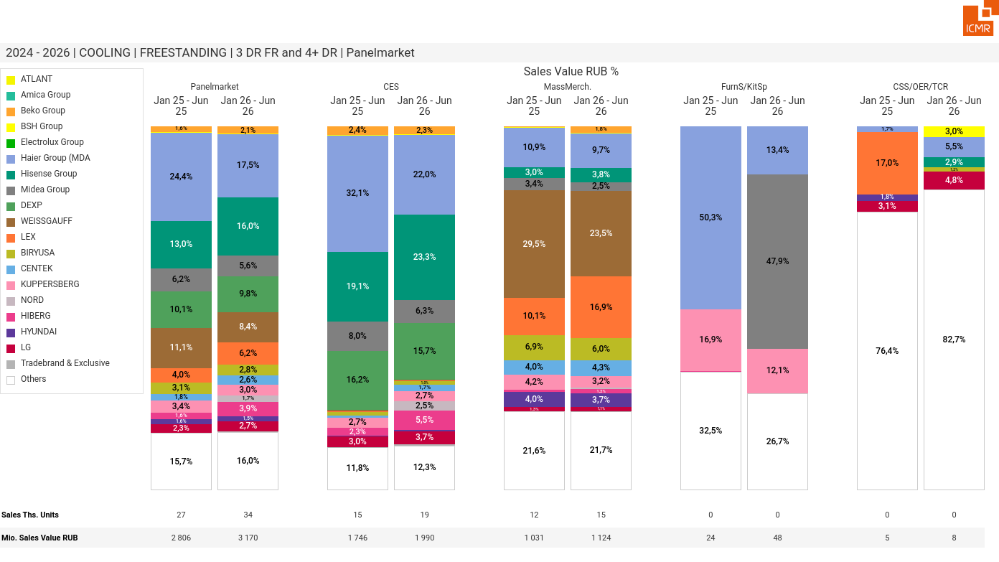 ICMR
2024 - 2026 | COOLING | FREESTANDING | 3 DR FR and 4+ DR | Panelmarket
ATLANT
Amica Group
Beko Group
BSH Group
Electrolux Group
Haier Group (MDA
Hisense Group
Midea Group
DEXP
WEISSGAUFF
LEX
BIRYUSA
CENTEK
KUPPERSBERG
NORD
HIBERG
HYUNDAI
LG
Tradebrand & Exclusive
Others
Sales Value RUB %
Panelmarket
Jan 25 - Jun
25
1,6%
24,4%
13,0%
6,2%
10,1%
11,1%
4,0%
3,1%
1,8%
3,4%
1,6%
1,6%
2,3%
15,7%
Jan 26 - Jun
26
2,1%
17,5%
16,0%
5,6%
9,8%
8,4%
6,2%
2,8%
2,6%
3,0%
1,7%
3,9%
1,5%
2,7%
16,0%
CES
Jan 25 - Jun
25
2,4%
32,1%
19,1%
8,0%
16,2%
2,7%
2,3%
3,0%
11,8%
Jan 26 - Jun
26
2,3%
22,0%
23,3%
6,3%
15,7%
1,7%
2,7%
2,5%
5,5%
3,7%
12,3%
MassMerch.
Jan 25 - Jun
25
10,9%
3,0%
3,4%
29,5%
10,1%
6,9%
4,0%
4,2%
4,0%
1,3%
21,6%
Jan 26 - Jun
26
1,8%
9,7%
3,8%
2,5%
23,5%
16,9%
6,0%
4,3%
3,2%
1,2%
3,7%
1,1%
21,7%
FurnS/KitSp
Jan 25 - Jun
25
50,3%
16,9%
32,5%
Jan 26 - Jun
26
13,4%
47,9%
12,1%
26,7%
CSS/OER/TCR
Jan 25 - Jun
25
1,7%
17,0%
1,8%
3,1%
76,4%
Jan 26 - Jun
26
3,0%
5,5%
2,9%
1,2%
4,8%
82,7%
Sales Ths. Units 27 34 15 19 12 15 0 0 0 0
Mio. Sales Value RUB 2 806 3 170 1 746 1 990 1 031 1 124 24 48 5 8